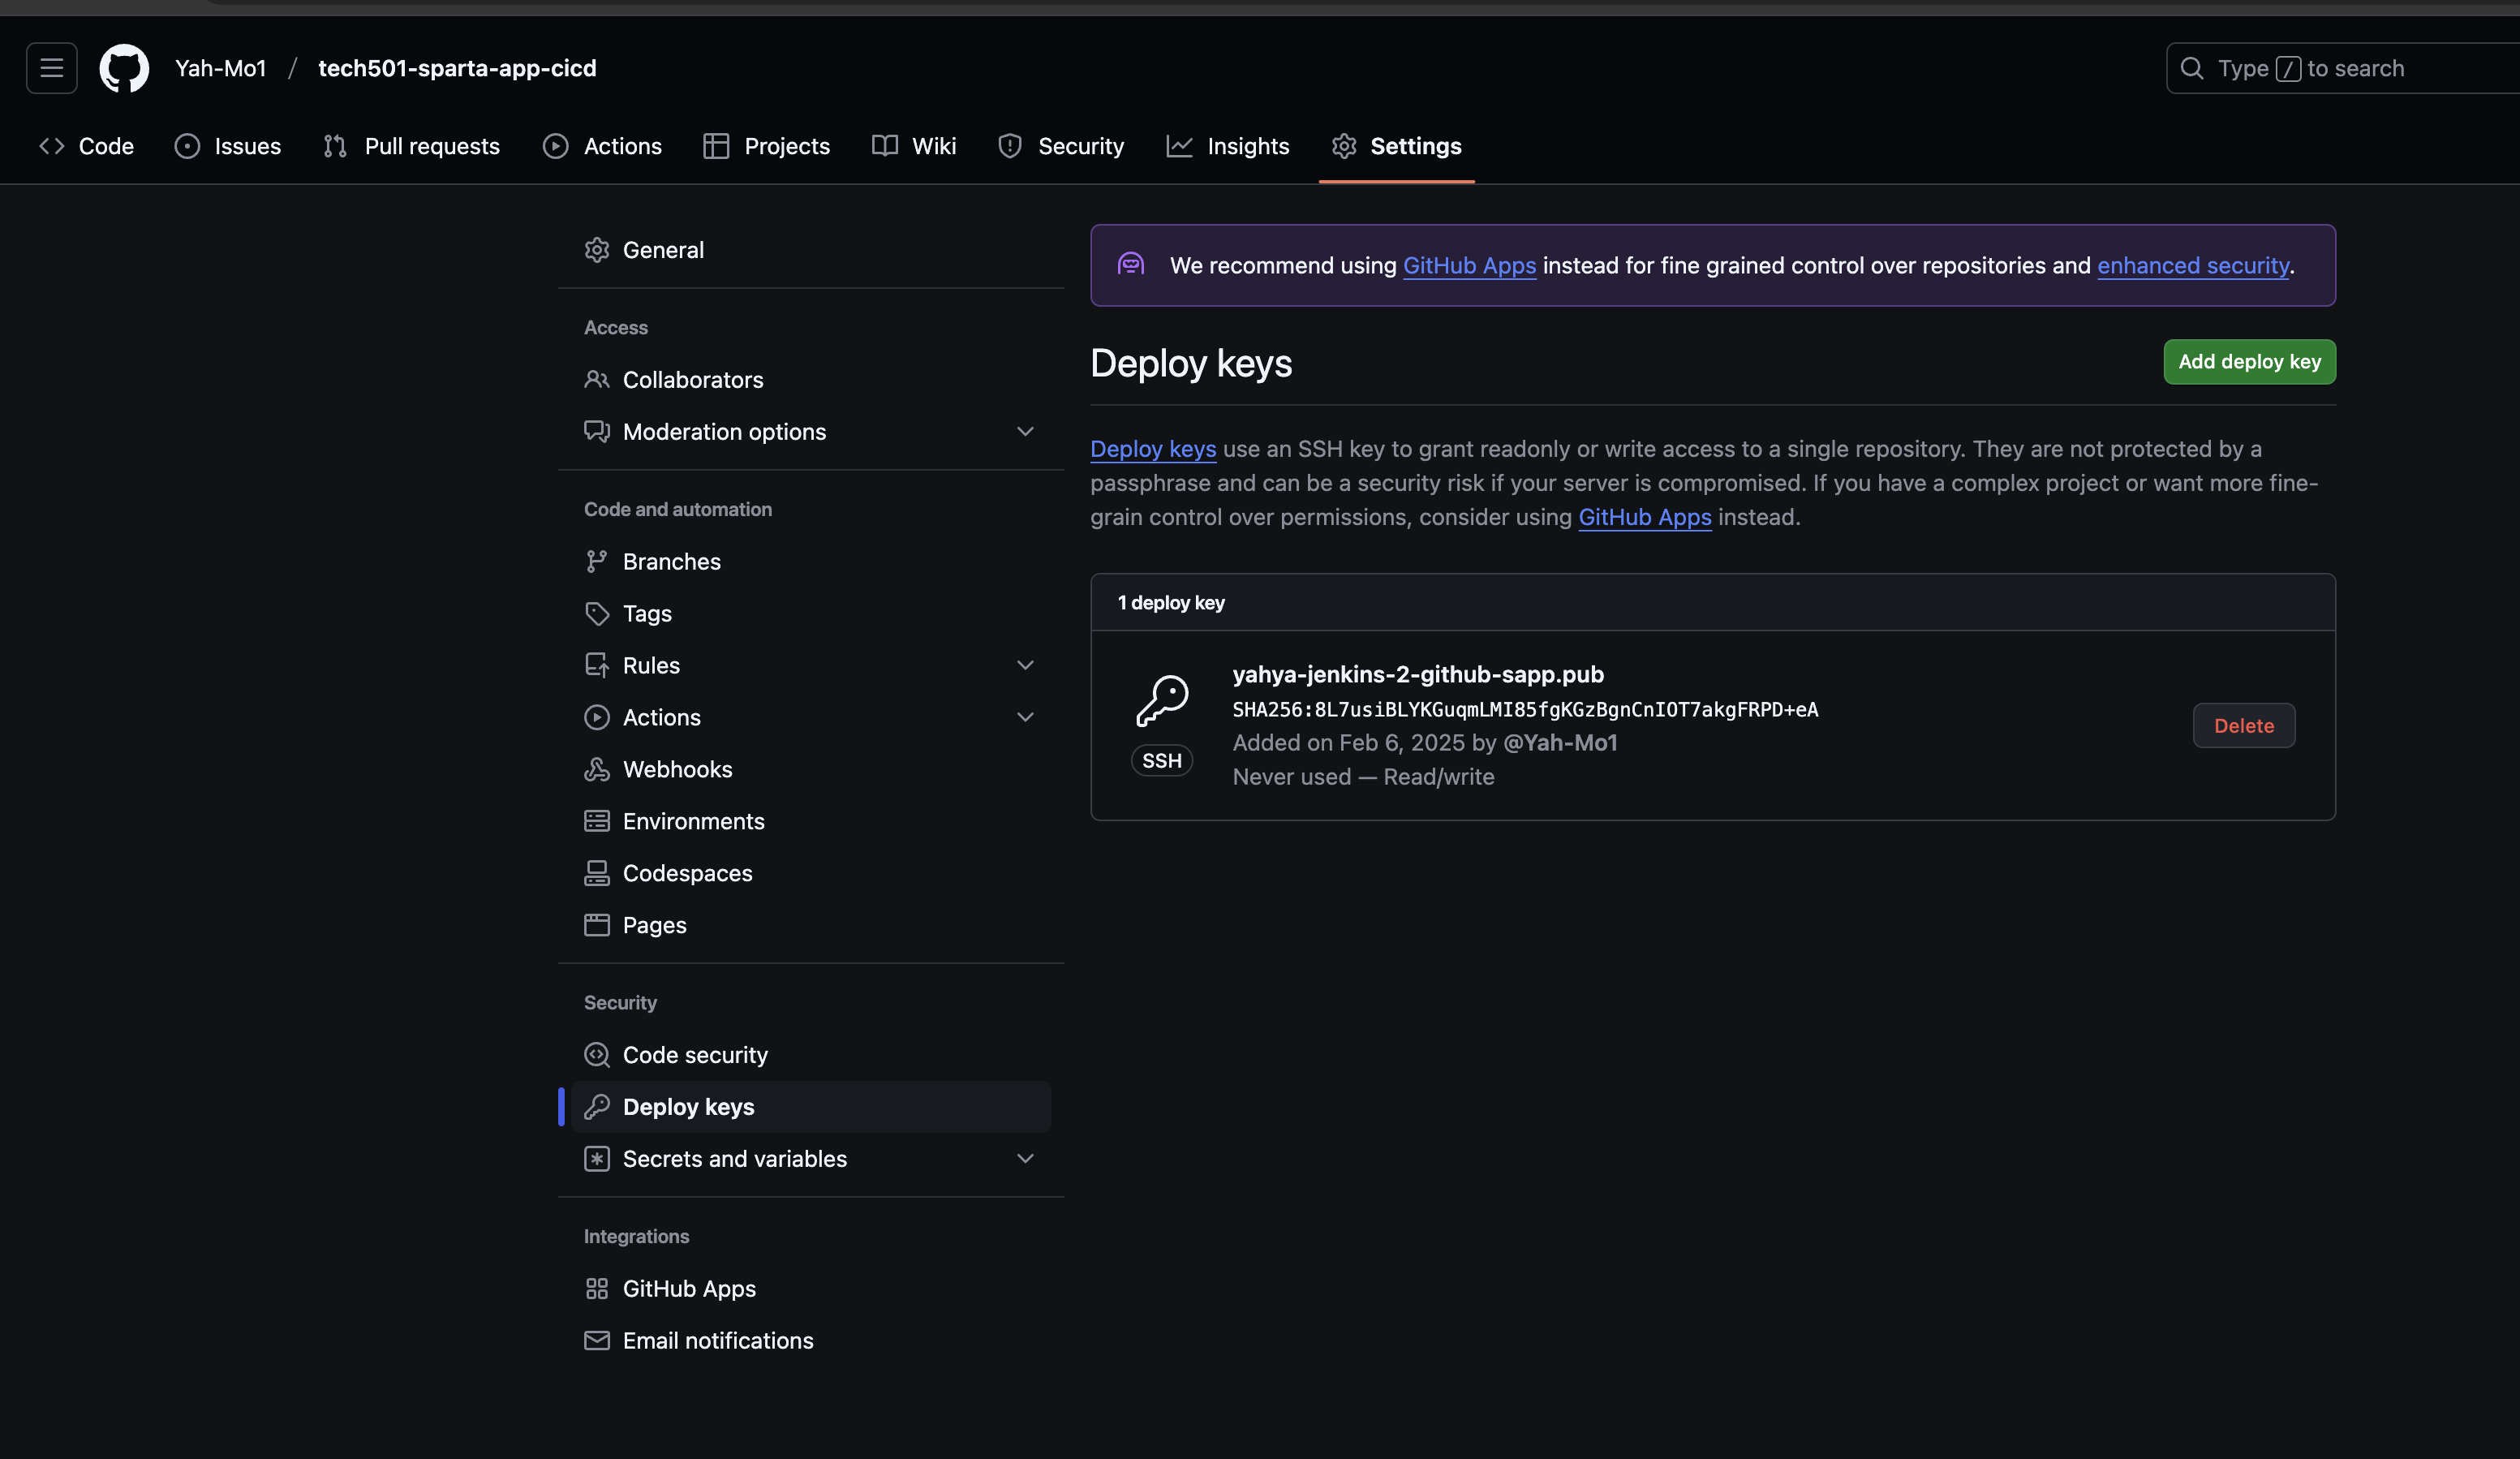 Yah-Mo1 / tech501-sparta-app-cicd
Type / to search
Code Issues Pull requests Actions Projects Wiki Security Insights Settings
General
Access
Collaborators
Moderation options
Code and automation
Branches
Tags
Rules
Actions
Webhooks
Environments
Codespaces
Pages
Security
Code security
Deploy keys
Secrets and variables
Integrations
GitHub Apps
Email notifications
We recommend using GitHub Apps instead for fine grained control over repositories and enhanced security.
Deploy keys
Add deploy key
Deploy keys use an SSH key to grant readonly or write access to a single repository. They are not protected by a
passphrase and can be a security risk if your server is compromised. If you have a complex project or want more fine-
grain control over permissions, consider using GitHub Apps instead.
1 deploy key
SSH
yahya-jenkins-2-github-sapp.pub
SHA256:8L7usiBLYKGuqmLMI85fgKGzBgnCnIOT7akgFRPD+eA
Added on Feb 6, 2025 by @Yah-Mo1
Never used — Read/write
Delete